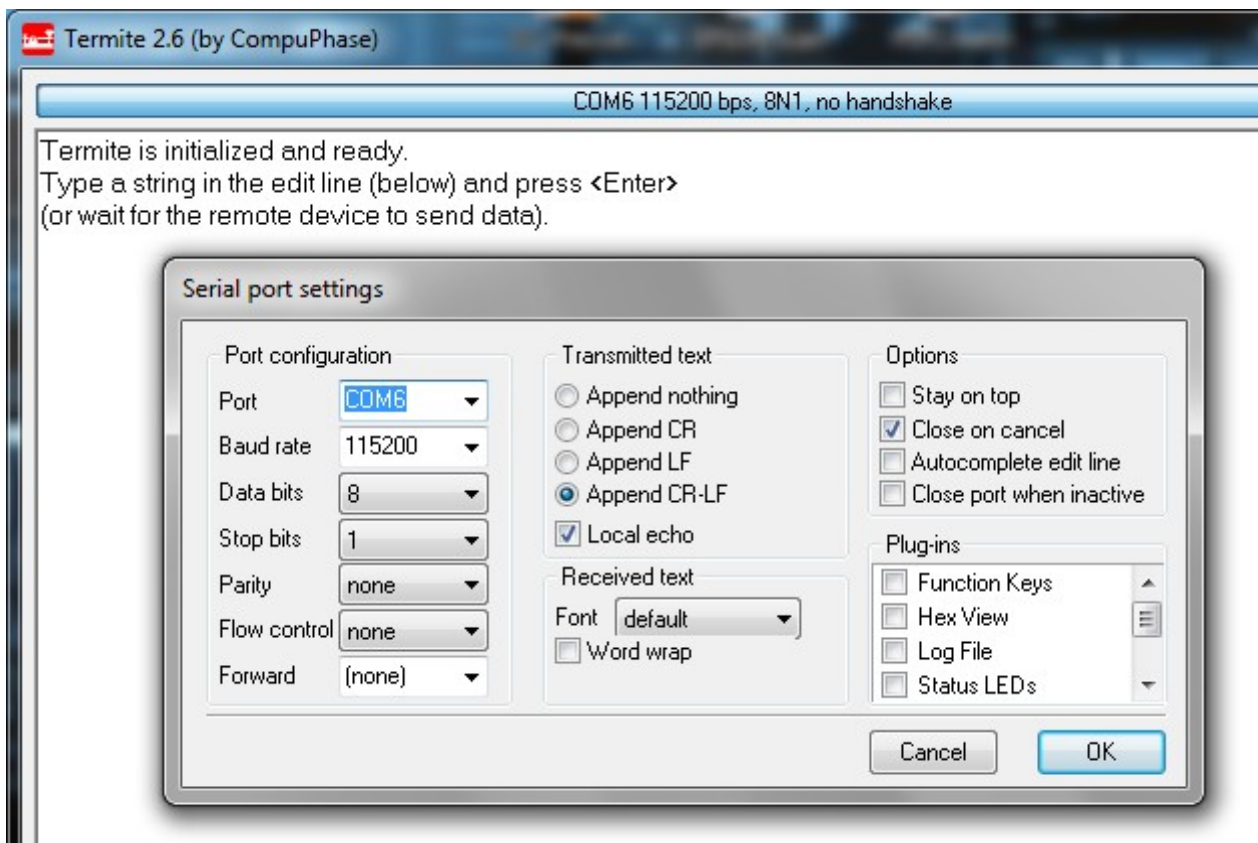 Termite 2.6 (by CompuPhase)
COM6 115200 bps, 8N1, no handshake
Termite is initialized and ready.
Type a string in the edit line (below) and press <Enter>
(or wait for the remote device to send data).
Serial port settings
Port configuration
Port COM6
Baud rate 115200
Data bits 8
Stop bits 1
Parity none
Flow control none
Forward (none)
Transmitted text
Append nothing
Append CR
Append LF
Append CR-LF
Local echo
Received text
Font default
Word wrap
Options
Stay on top
Close on cancel
Autocomplete edit line
Close port when inactive
Plug-ins
Function Keys
Hex View
Log File
Status LEDs
Cancel OK